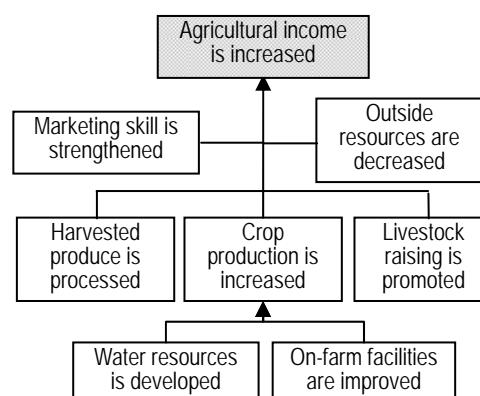 Agricultural income
is increased
Marketing skill is
strengthened
Outside
resources are
decreased
Harvested
produce is
processed
Crop
production is
increased
Livestock
raising is
promoted
Water resources
is developed
On-farm facilities
are improved